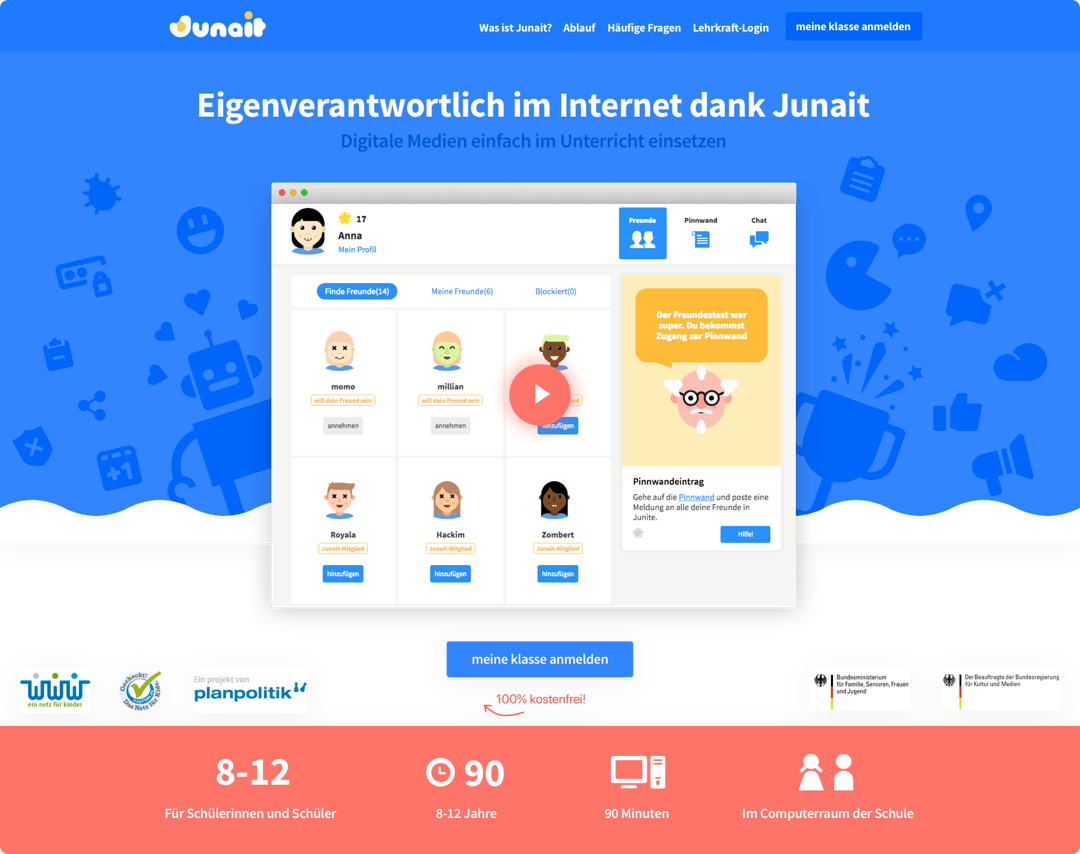 Junait
Was ist Junait? Ablauf Häufige Fragen Lehrkraft-Login meine klasse anmelden
Eigenverantwortlich im Internet dank Junait
Digitale Medien einfach im Unterricht einsetzen
17
Anna
Mein Profil
Freunde Pinnwand Chat
Finde Freunde(14) Meine Freunde(6) Blockiert(0)
Der Freundestest war
super. Du bekommst
Zugang zur Pinnwand
momo millian
will dein Freund sein will dein Freund sein
annehmen annehmen hinzufügen
Royala Hackim Zombert
Junait-Mitglied Junait-Mitglied Junait-Mitglied
hinzufügen hinzufügen hinzufügen
Pinnwandeintrag
Gehe auf die Pinnwand und poste eine
Meldung an alle deine Freunde in
Junite.
Hilfe!
+1
meine klasse anmelden
100% kostenfrei!
www
ein netz für kinder
Gecheckt!
Das Netz für Kids
Ein projekt von
planpolitik
Bundesministerium
für Familie, Senioren, Frauen
und Jugend
Der Beauftragte der Bundesregierung
für Kultur und Medien
8-12 90
Für Schülerinnen und Schüler 8-12 Jahre 90 Minuten Im Computerraum der Schule